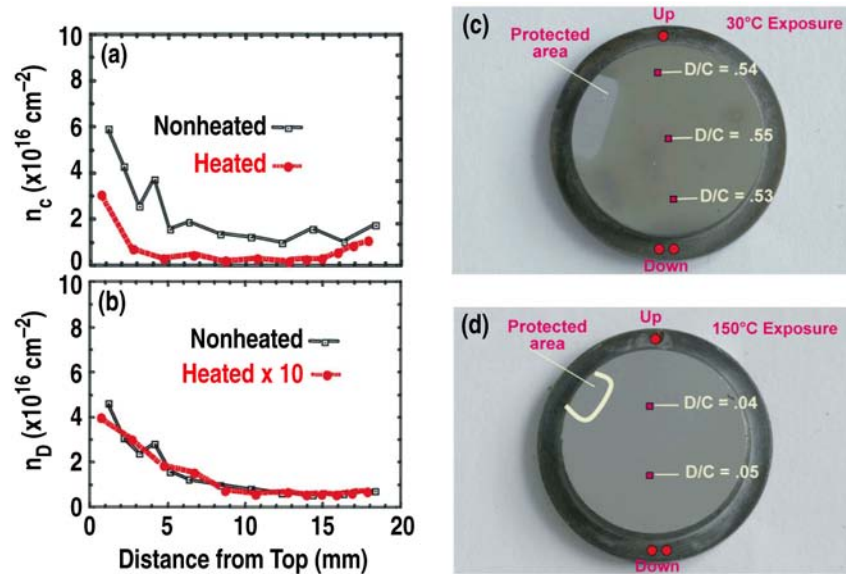 (a)
10
8
6
4
2
0
n_c (x10^16 cm^-2)
Nonheated
Heated
(b)
10
8
6
4
2
0
n_D (x10^16 cm^-2)
Nonheated
Heated x 10
0 5 10 15 20
Distance from Top (mm)
(c)
Up
30°C Exposure
Protected
area
D/C = .54
D/C = .55
D/C = .53
Down
(d)
Up
150°C Exposure
Protected
area
D/C = .04
D/C = .05
Down